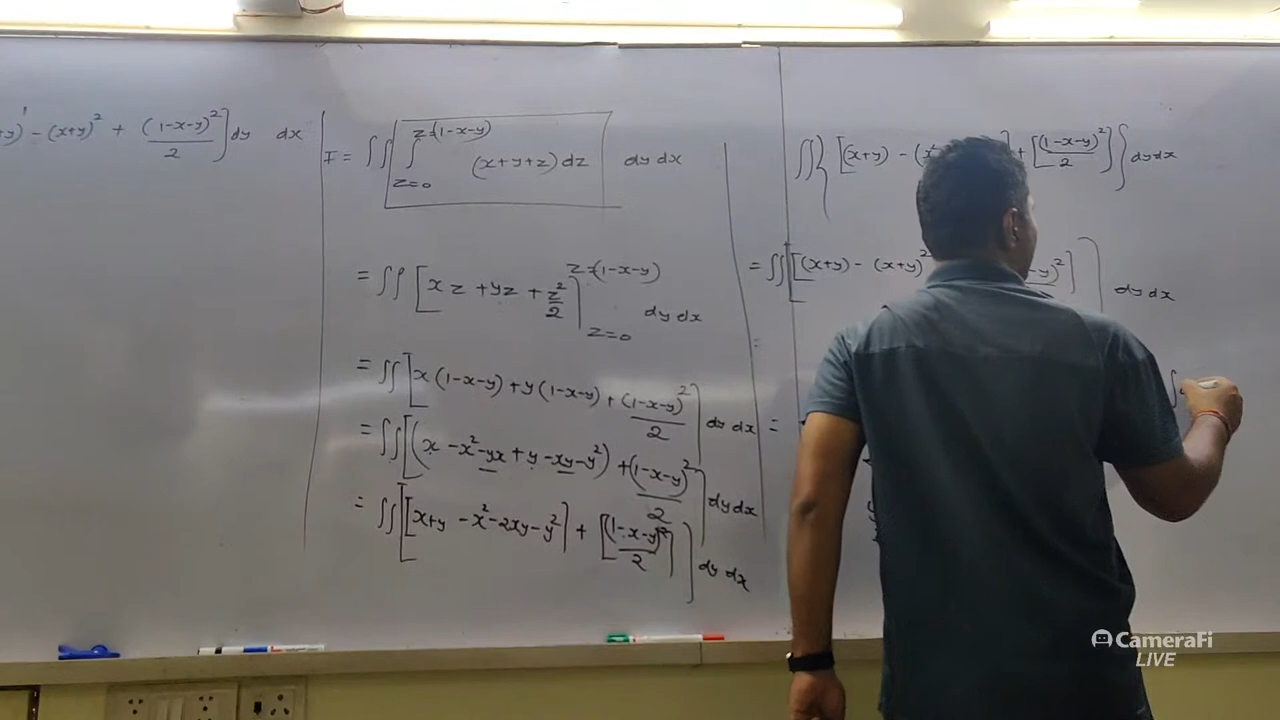 +y) - (x+y)² + (1-x-y)²/2] dy dx
I = ∫∫ ∫ z=0 z=(1-x-y) (x+y+z) dz dy dx
= ∫∫ [xz + yz + z²/2] z=0 z=(1-x-y) dy dx
= ∫∫ [x(1-x-y) + y(1-x-y) + (1-x-y)²/2] dy dx
= ∫∫ [(x - x² - yx + y - xy - y²) + (1-x-y)²/2] dy dx
= ∫∫ [[x+y - x² - 2xy - y²] + [(1-x-y)²/2]] dy dx
∫∫ { [(x+y) - (x² ] + [(1-x-y)²/2] } dy dx
= ∫∫ [[(x+y) - (x+y)² -y)²] ] dy dx
=
=
∫
CameraFi
LIVE